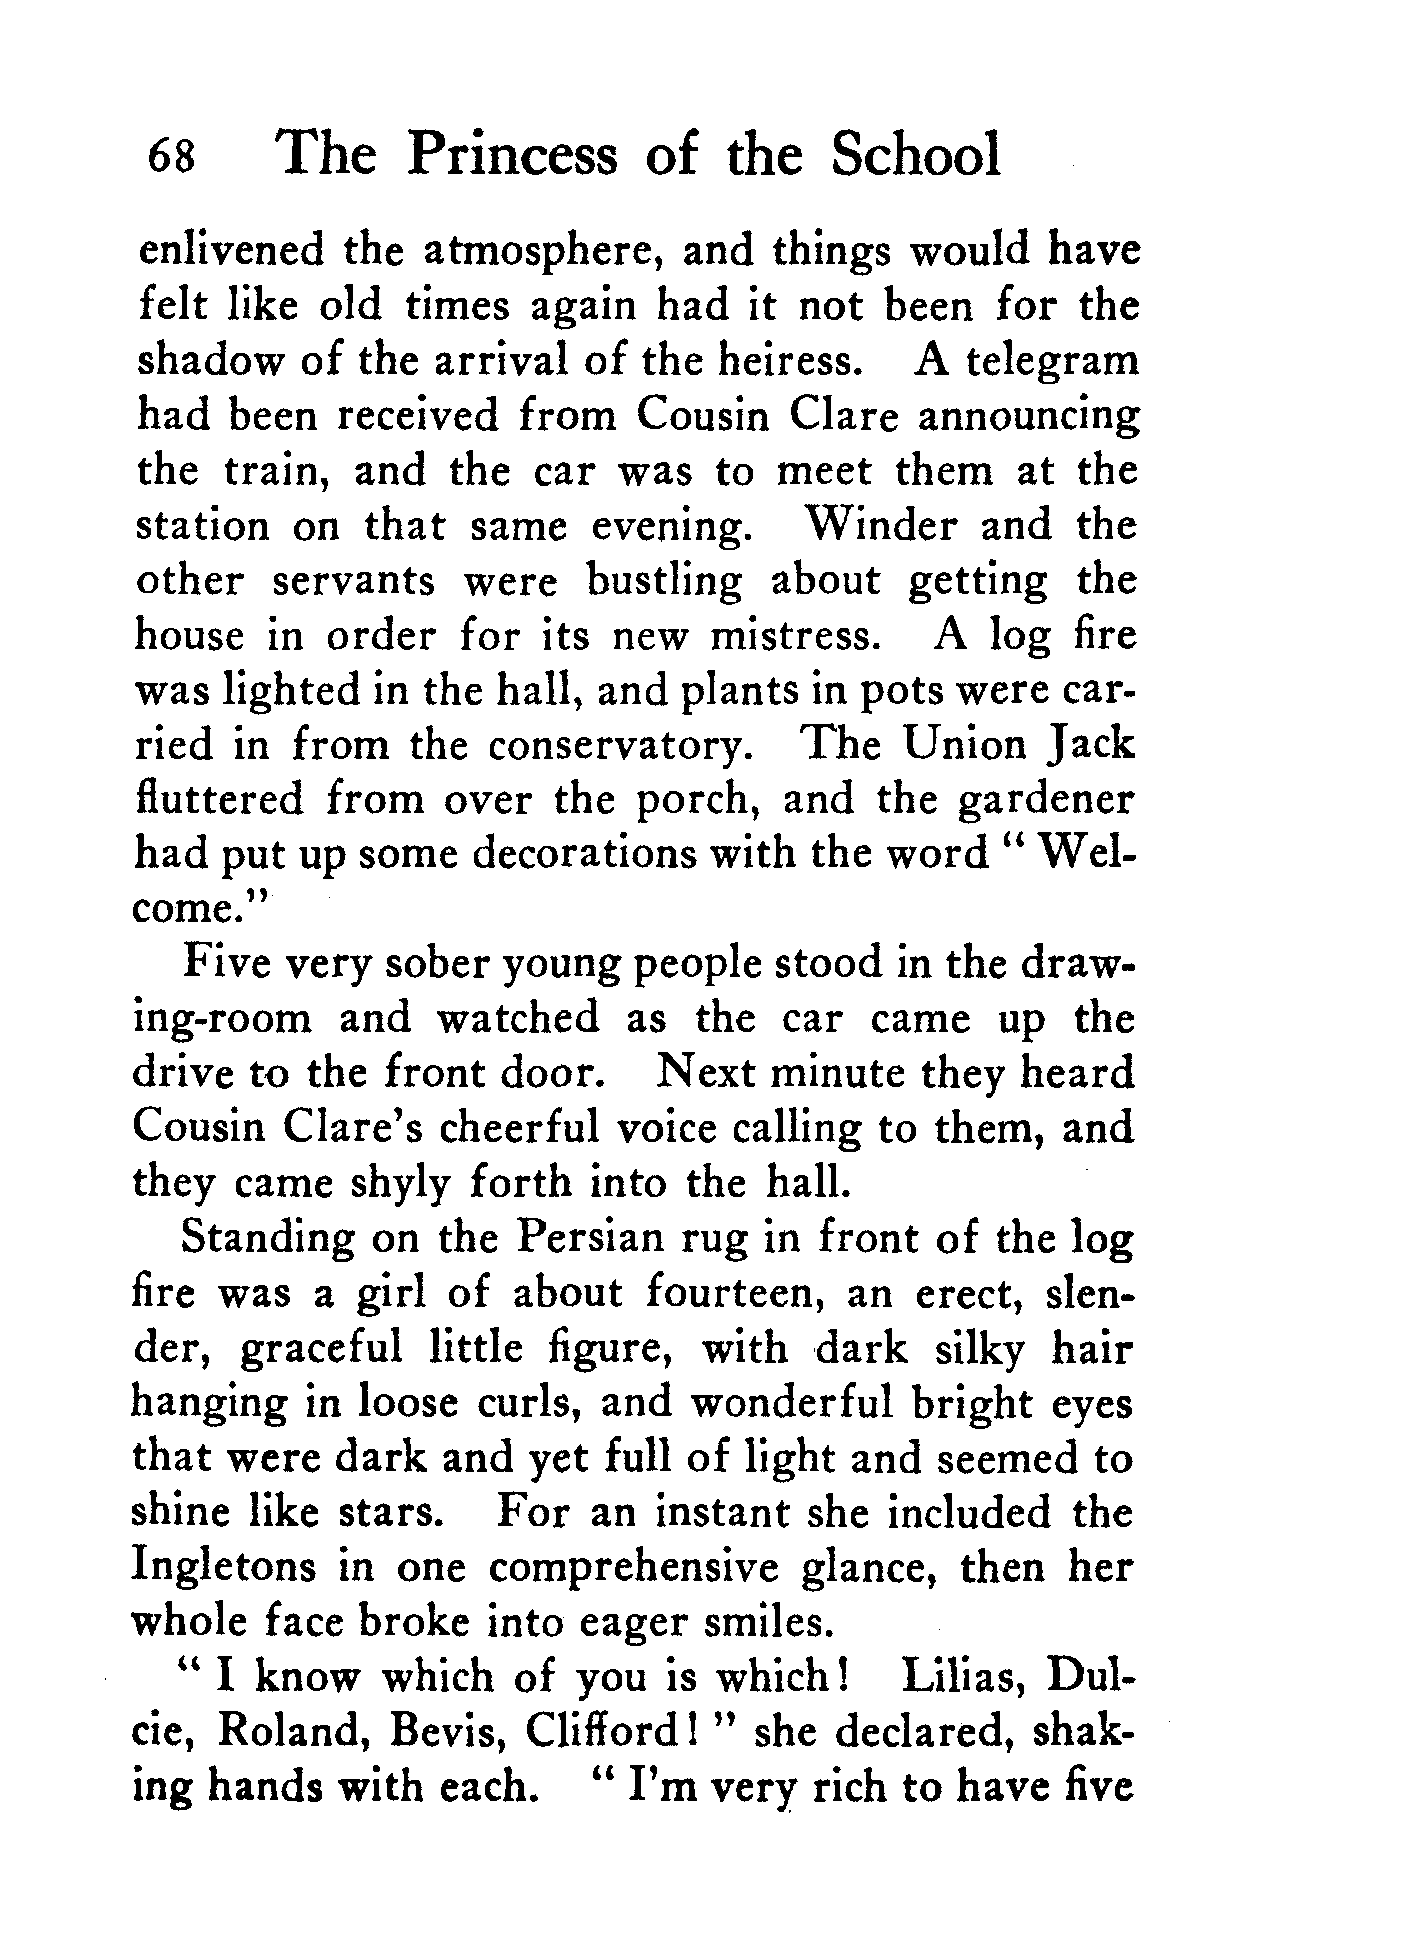 68 The Princess of the School
enlivened the atmosphere, and things would have
felt like old times again had it not been for the
shadow of the arrival of the heiress. A telegram
had been received from Cousin Clare announcing
the train, and the car was to meet them at the
station on that same evening. Winder and the
other servants were bustling about getting the
house in order for its new mistress. A log fire
was lighted in the hall, and plants in pots were car-
ried in from the conservatory. The Union Jack
fluttered from over the porch, and the gardener
had put up some decorations with the word “ Wel-
come.”
Five very sober young people stood in the draw-
ing-room and watched as the car came up the
drive to the front door. Next minute they heard
Cousin Clare’s cheerful voice calling to them, and
they came shyly forth into the hall.
Standing on the Persian rug in front of the log
fire was a girl of about fourteen, an erect, slen-
der, graceful little figure, with dark silky hair
hanging in loose curls, and wonderful bright eyes
that were dark and yet full of light and seemed to
shine like stars. For an instant she included the
Ingletons in one comprehensive glance, then her
whole face broke into eager smiles.
“ I know which of you is which! Lilias, Dul-
cie, Roland, Bevis, Clifford! ” she declared, shak-
ing hands with each. “ I’m very rich to have five